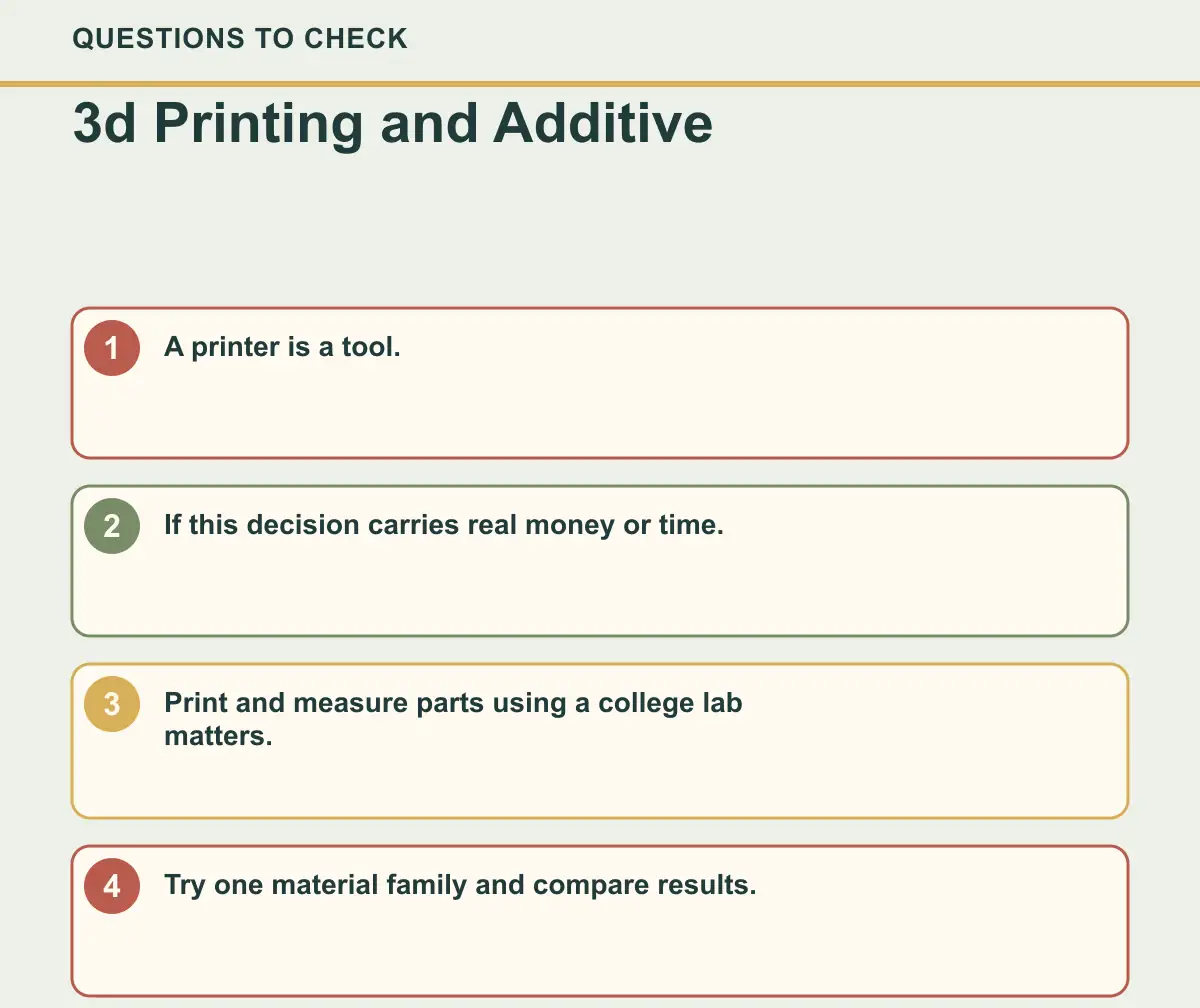 QUESTIONS TO CHECK
3d Printing and Additive
1
A printer is a tool.
2
If this decision carries real money or time.
3
Print and measure parts using a college lab
matters.
4
Try one material family and compare results.